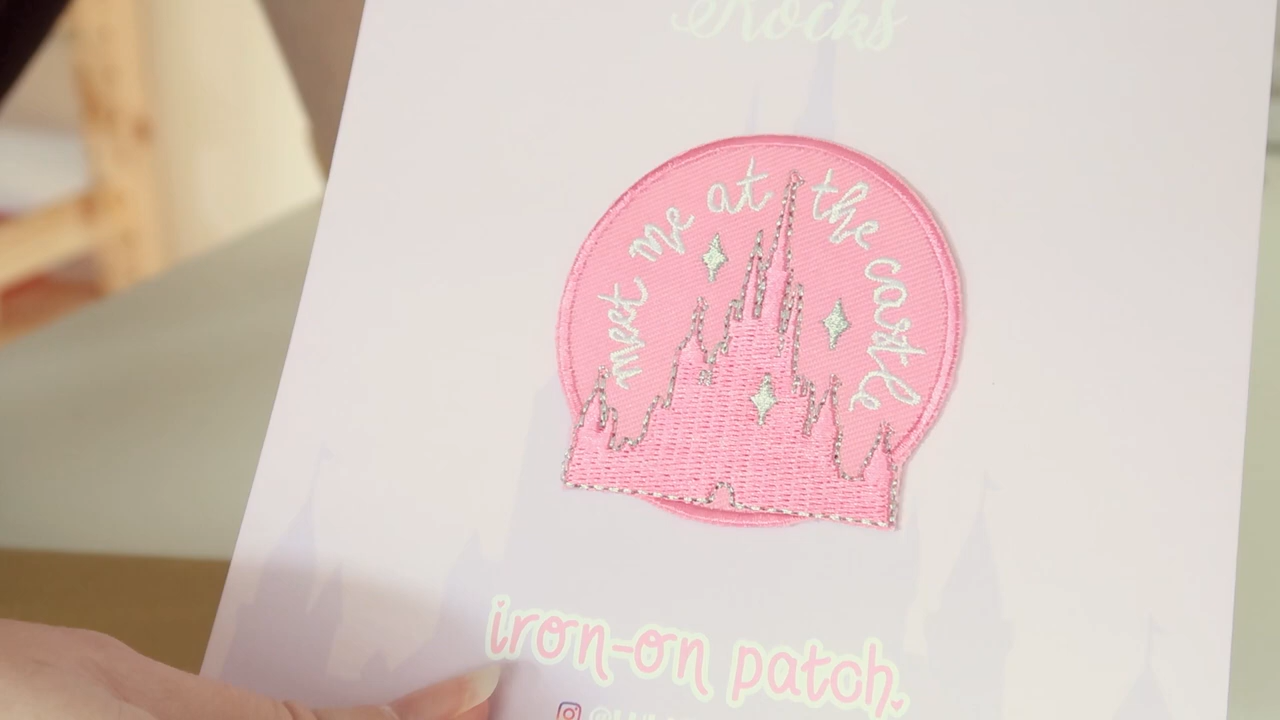 Rocks
meet me at the castle
iron-on patch